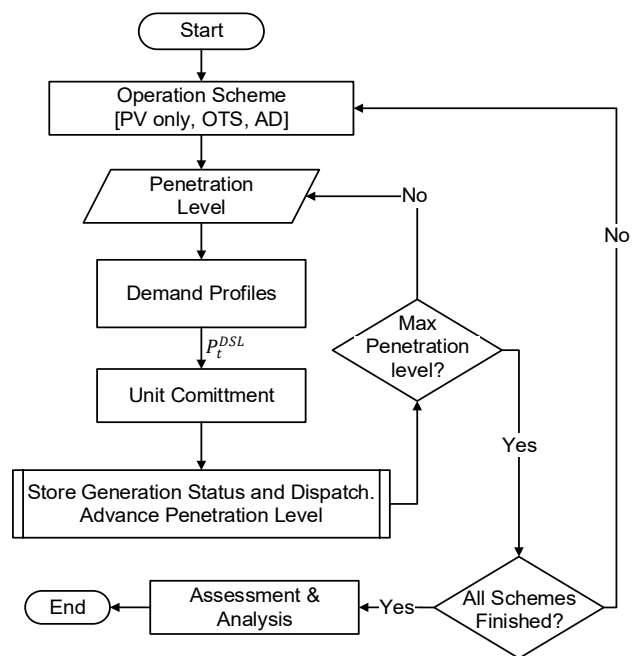 Start
Operation Scheme
[PV only, OTS, AD]
Penetration
Level
No
No
Demand Profiles
Max
Penetration
level?
P_t^{DSL}
Unit Comittment
Yes
Store Generation Status and Dispatch.
Advance Penetration Level
All Schemes
Finished?
Yes
Assessment &
Analysis
End